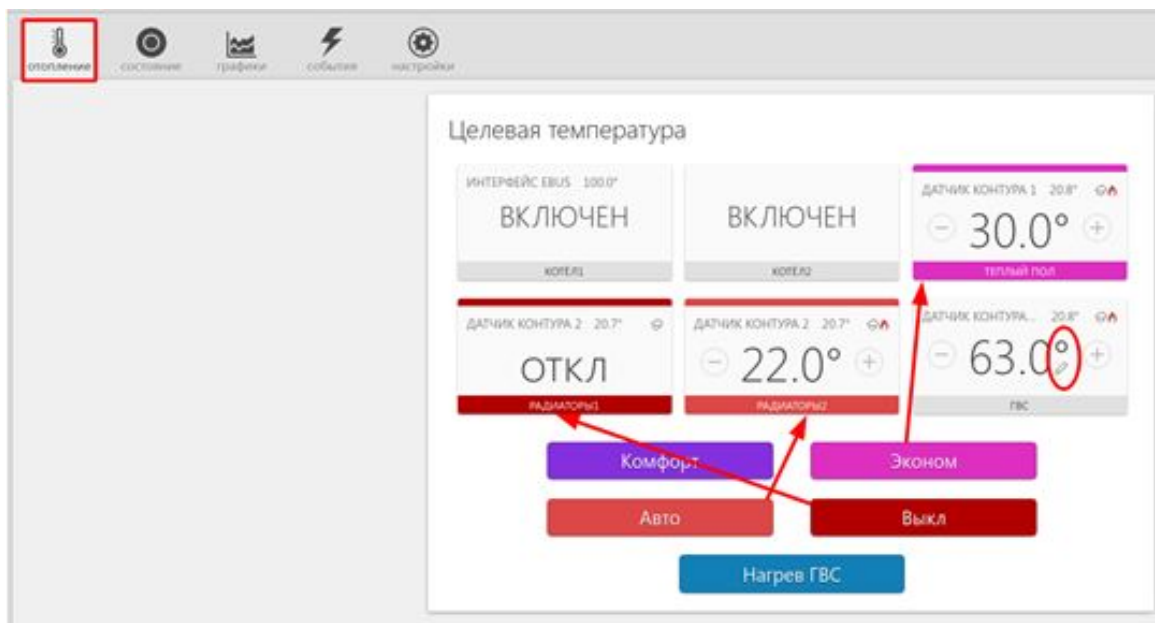 отопление
состояние
графики
события
настройки
Целевая температура
ИНТЕРФЕЙС EBUS 100.0°
ВКЛЮЧЕН
КОТЕЛ1
ВКЛЮЧЕН
КОТЕЛ2
ДАТЧИК КОНТУРА 1 20.8°
− 30.0° +
ТЕПЛЫЙ ПОЛ
ДАТЧИК КОНТУРА 2 20.7°
ОТКЛ
РАДИАТОРЫ1
ДАТЧИК КОНТУРА 2 20.7°
− 22.0° +
РАДИАТОРЫ2
ДАТЧИК КОНТУРА... 20.8°
− 63.0° +
ГВС
Комфорт
Эконом
Авто
Выкл
Нагрев ГВС